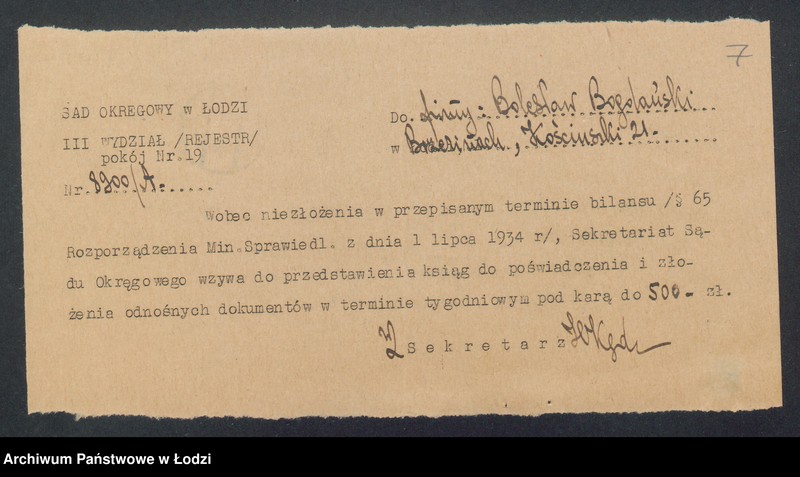 7
SAD OKREGOWY w ŁODZI
III WYDZIAŁ /REJESTR/
pokój Nr.19
Nr. 8900/A.
Do firmy: Bolesław Bogdański
w Brzezinach, Kościuszki 21.-
Wobec niezłożenia w przepisanym terminie bilansu /§ 65
Rozporządzenia Min.Sprawiedl. z dnia 1 lipca 1934 r/, Sekretariat Są-
du Okręgowego wzywa do przedstawienia ksiąg do poświadczenia i zło-
żenia odnośnych dokumentów w terminie tygodniowym pod karą do 500- zł.
Sekretarz
Archiwum Państwowe w Łodzi